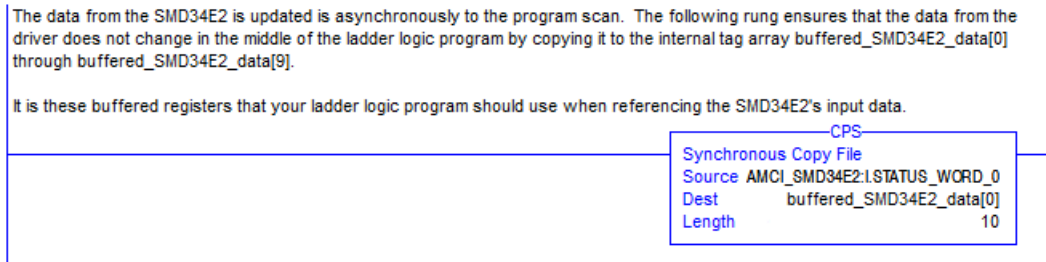 The data from the SMD34E2 is updated is asynchronously to the program scan. The following rung ensures that the data from the
driver does not change in the middle of the ladder logic program by copying it to the internal tag array buffered_SMD34E2_data[0]
through buffered_SMD34E2_data[9].
It is these buffered registers that your ladder logic program should use when referencing the SMD34E2's input data.
CPS
Synchronous Copy File
Source AMCI_SMD34E2:I.STATUS_WORD_0
Dest buffered_SMD34E2_data[0]
Length 10